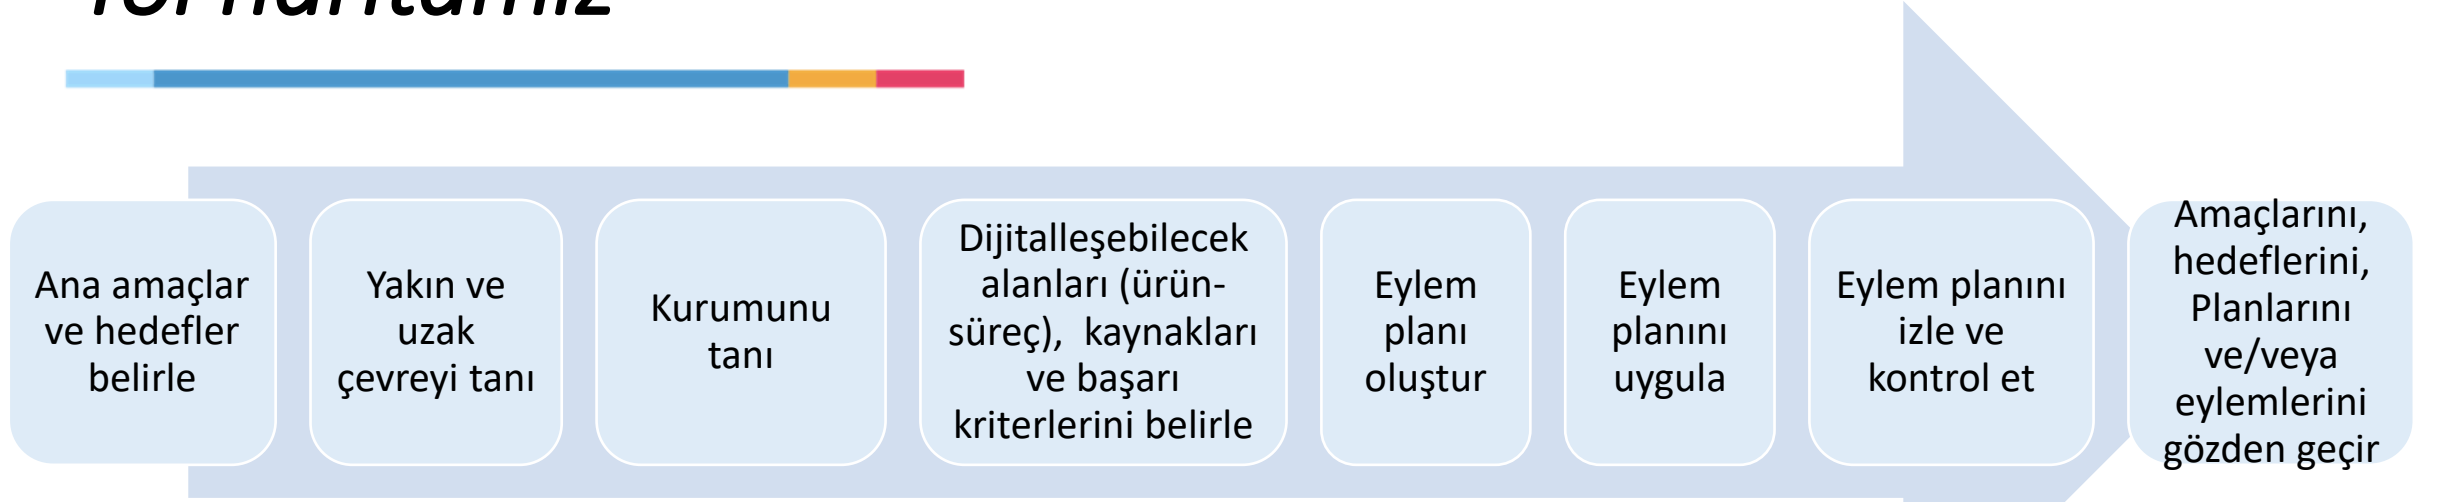 Yol haritamız
Ana amaçlar
ve hedefler
belirle
Yakın ve
uzak
çevreyi tanı
Kurumunu
tanı
Dijitalleşebilecek
alanları (ürün-
süreç), kaynakları
ve başarı
kriterlerini belirle
Eylem
planı
oluştur
Eylem
planını
uygula
Eylem planını
izle ve
kontrol et
Amaçlarını,
hedeflerini,
Planlarını
ve/veya
eylemlerini
gözden geçir